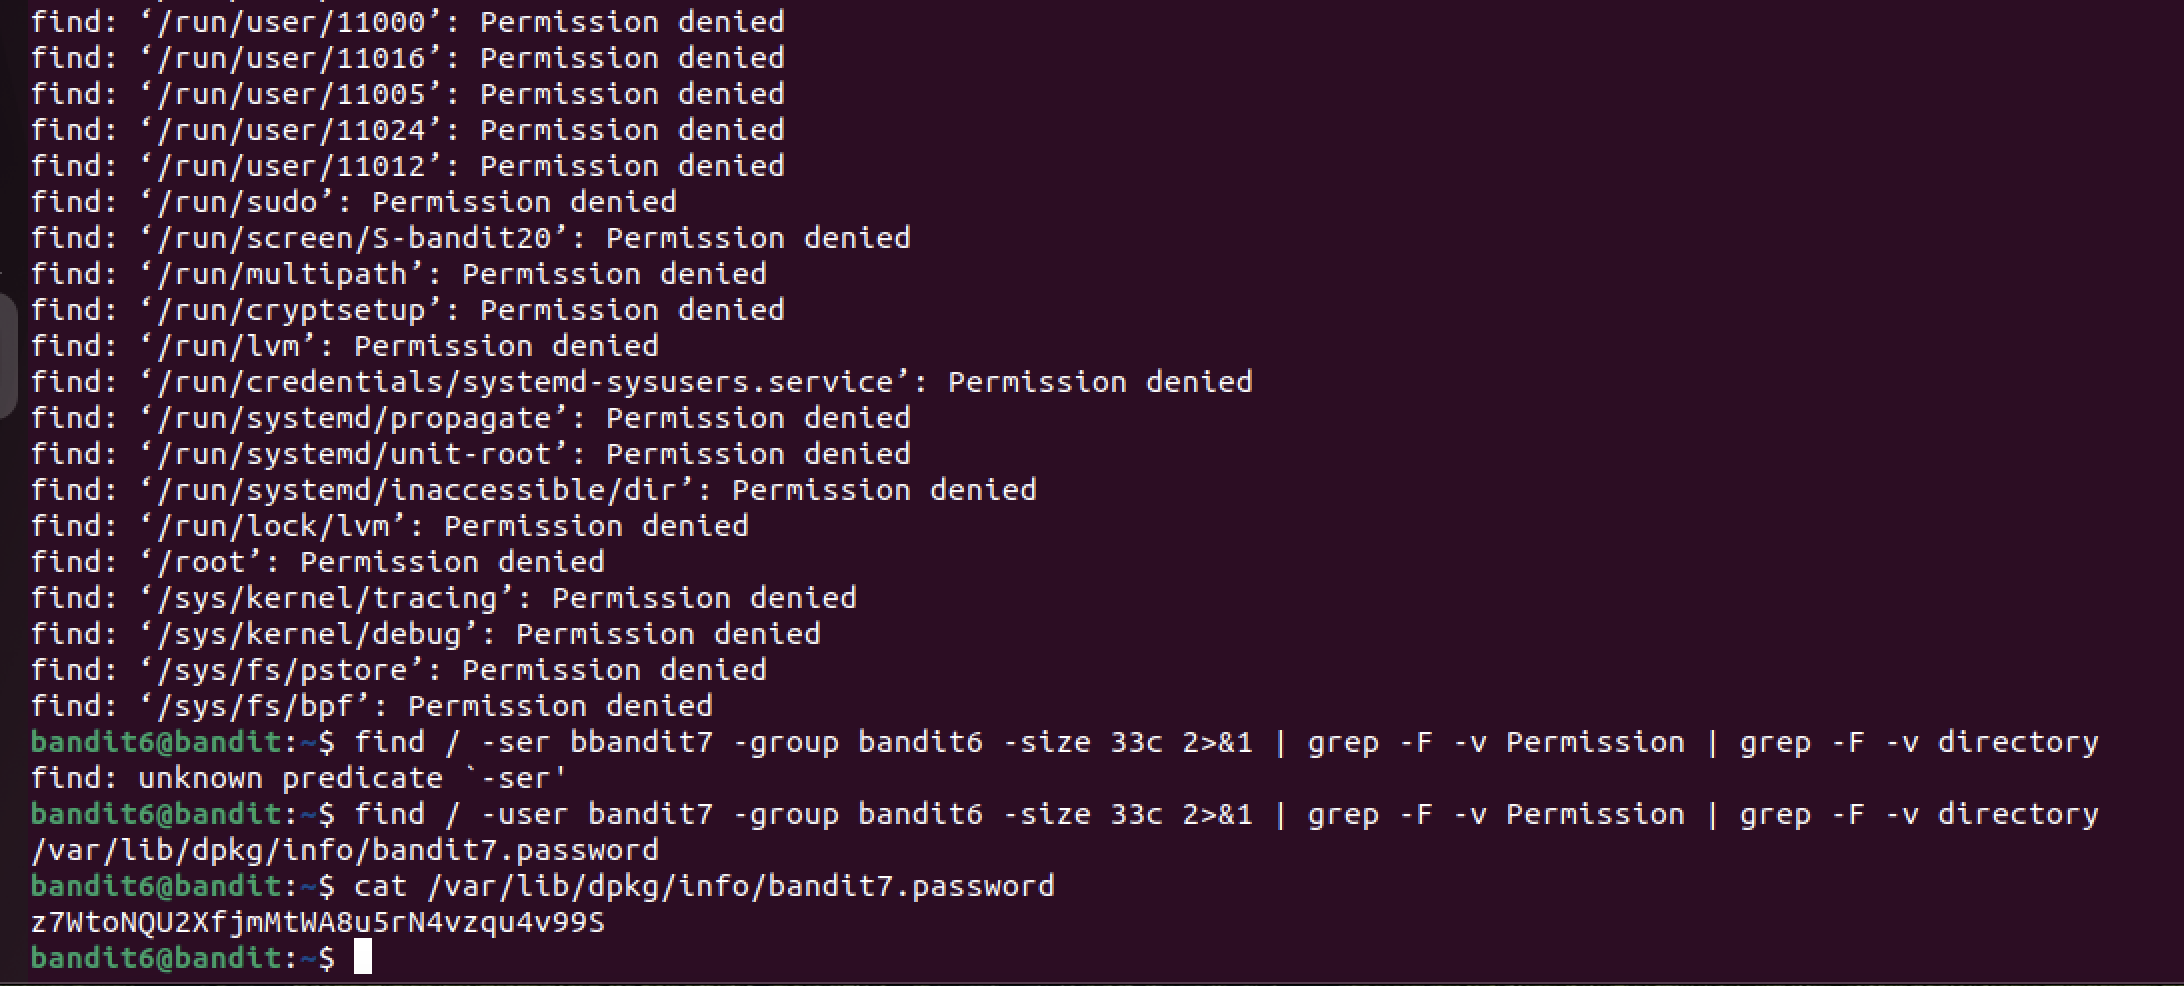 find: ‘/run/user/11000’: Permission denied
find: ‘/run/user/11016’: Permission denied
find: ‘/run/user/11005’: Permission denied
find: ‘/run/user/11024’: Permission denied
find: ‘/run/user/11012’: Permission denied
find: ‘/run/sudo’: Permission denied
find: ‘/run/screen/S-bandit20’: Permission denied
find: ‘/run/multipath’: Permission denied
find: ‘/run/cryptsetup’: Permission denied
find: ‘/run/lvm’: Permission denied
find: ‘/run/credentials/systemd-sysusers.service’: Permission denied
find: ‘/run/systemd/propagate’: Permission denied
find: ‘/run/systemd/unit-root’: Permission denied
find: ‘/run/systemd/inaccessible/dir’: Permission denied
find: ‘/run/lock/lvm’: Permission denied
find: ‘/root’: Permission denied
find: ‘/sys/kernel/tracing’: Permission denied
find: ‘/sys/kernel/debug’: Permission denied
find: ‘/sys/fs/pstore’: Permission denied
find: ‘/sys/fs/bpf’: Permission denied
bandit6@bandit:~$ find / -ser bbandit7 -group bandit6 -size 33c 2>&1 | grep -F -v Permission | grep -F -v directory
find: unknown predicate `-ser'
bandit6@bandit:~$ find / -user bandit7 -group bandit6 -size 33c 2>&1 | grep -F -v Permission | grep -F -v directory
/var/lib/dpkg/info/bandit7.password
bandit6@bandit:~$ cat /var/lib/dpkg/info/bandit7.password
z7WtoNQU2XfjmMtWA8u5rN4vzqu4v99S
bandit6@bandit:~$